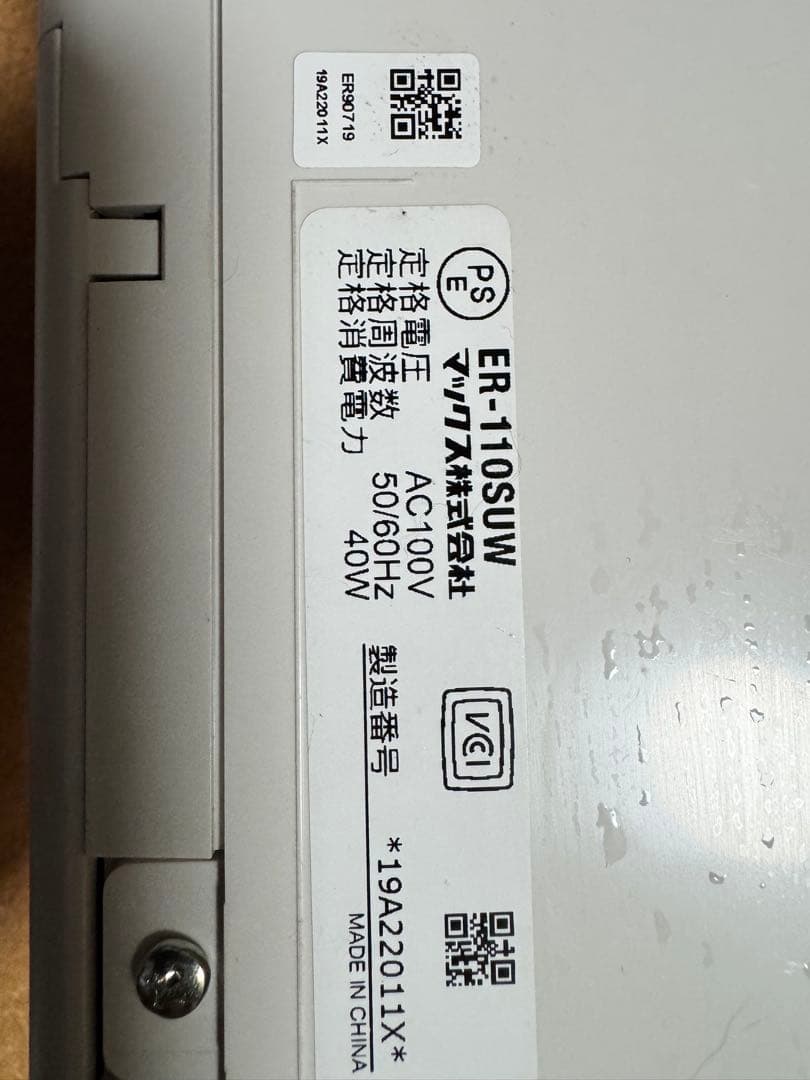 ER90719
19A22011X
PS
E
ER-110SUW
マックス株式会社
定格電圧 AC100V
定格周波数 50/60Hz
定格消費電力 40W
VCCI
製造番号 *19A22011X*
MADE IN CHINA